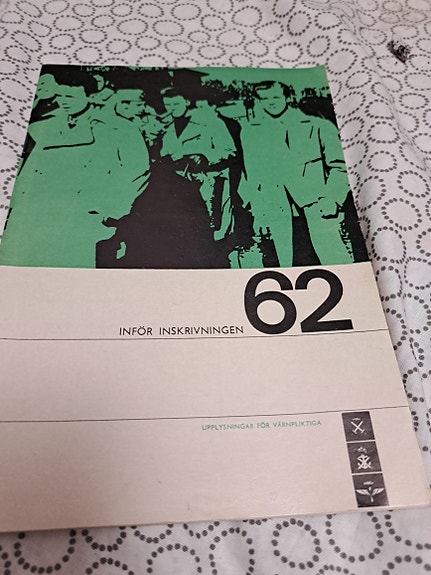 INFÖR INSKRIVNINGEN 62
UPPLYSNINGAR FÖR VÄRNPLIKTIGA